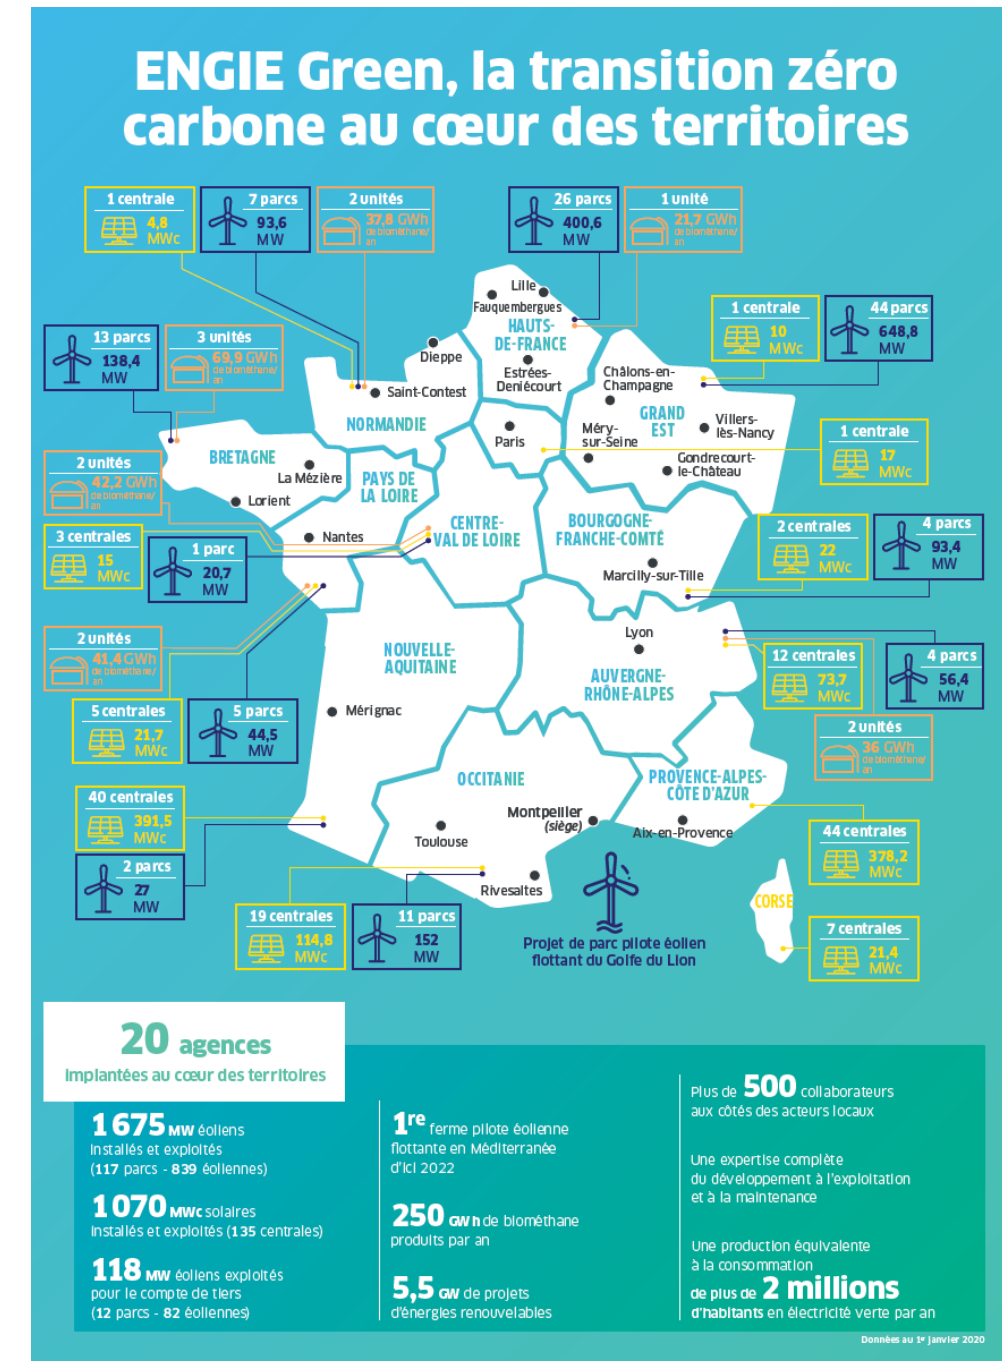 ENGIE Green, la transition zéro
carbone au cœur des territoires
1 centrale
4,8
MWc
7 parcs
93,6
MW
2 unités
37,8 GWh
de biométhane/
an
26 parcs
400,6
MW
1 unité
21,7 GWh
de biométhane/
an
13 parcs
138,4
MW
3 unités
69,9 GWh
de biométhane/
an
1 centrale
10
MWc
44 parcs
648,8
MW
Lille
Fauquembergues
HAUTS-
DE-FRANCE
Dieppe
Estrées-
Deniécourt
Saint-Contest
NORMANDIE
Châlons-en-
Champagne
GRAND
EST
Villers-
lès-Nancy
Méry-
sur-Seine
Gondrecourt-
le-Château
Paris
1 centrale
17
MWc
BRETAGNE
La Mézière
Lorient
PAYS DE
LA LOIRE
Nantes
CENTRE-
VAL DE LOIRE
BOURGOGNE-
FRANCHE-COMTÉ
Marcilly-sur-Tille
2 unités
42,2 GWh
de biométhane/
an
3 centrales
15
MWc
1 parc
20,7
MW
2 centrales
22
MWc
4 parcs
93,4
MW
2 unités
41,4 GWh
de biométhane/
an
5 centrales
21,7
MWc
5 parcs
44,5
MW
NOUVELLE-
AQUITAINE
Mérignac
Lyon
AUVERGNE-
RHÔNE-ALPES
12 centrales
73,7
MWc
4 parcs
56,4
MW
2 unités
36 GWh
de biométhane/
an
40 centrales
391,5
MWc
2 parcs
27
MW
OCCITANIE
Toulouse
Montpellier
(siège)
Rivesaltes
PROVENCE-ALPES-
CÔTE D'AZUR
Aix-en-Provence
44 centrales
378,2
MWc
19 centrales
114,8
MWc
11 parcs
152
MW
Projet de parc pilote éolien
flottant du Golfe du Lion
CORSE
7 centrales
21,4
MWc
20 agences
implantées au cœur des territoires
1 675 MW éoliens
installés et exploités
(117 parcs - 839 éoliennes)
1 070 MWc solaires
installés et exploités (135 centrales)
118 MW éoliens exploités
pour le compte de tiers
(12 parcs - 82 éoliennes)
1re ferme pilote éolienne
flottante en Méditerranée
d'ici 2022
250 GWh de biométhane
produits par an
5,5 GW de projets
d'énergies renouvelables
Plus de 500 collaborateurs
aux côtés des acteurs locaux
Une expertise complète
du développement à l'exploitation
et à la maintenance
Une production équivalente
à la consommation
de plus de 2 millions
d'habitants en électricité verte par an
Données au 1er janvier 2020